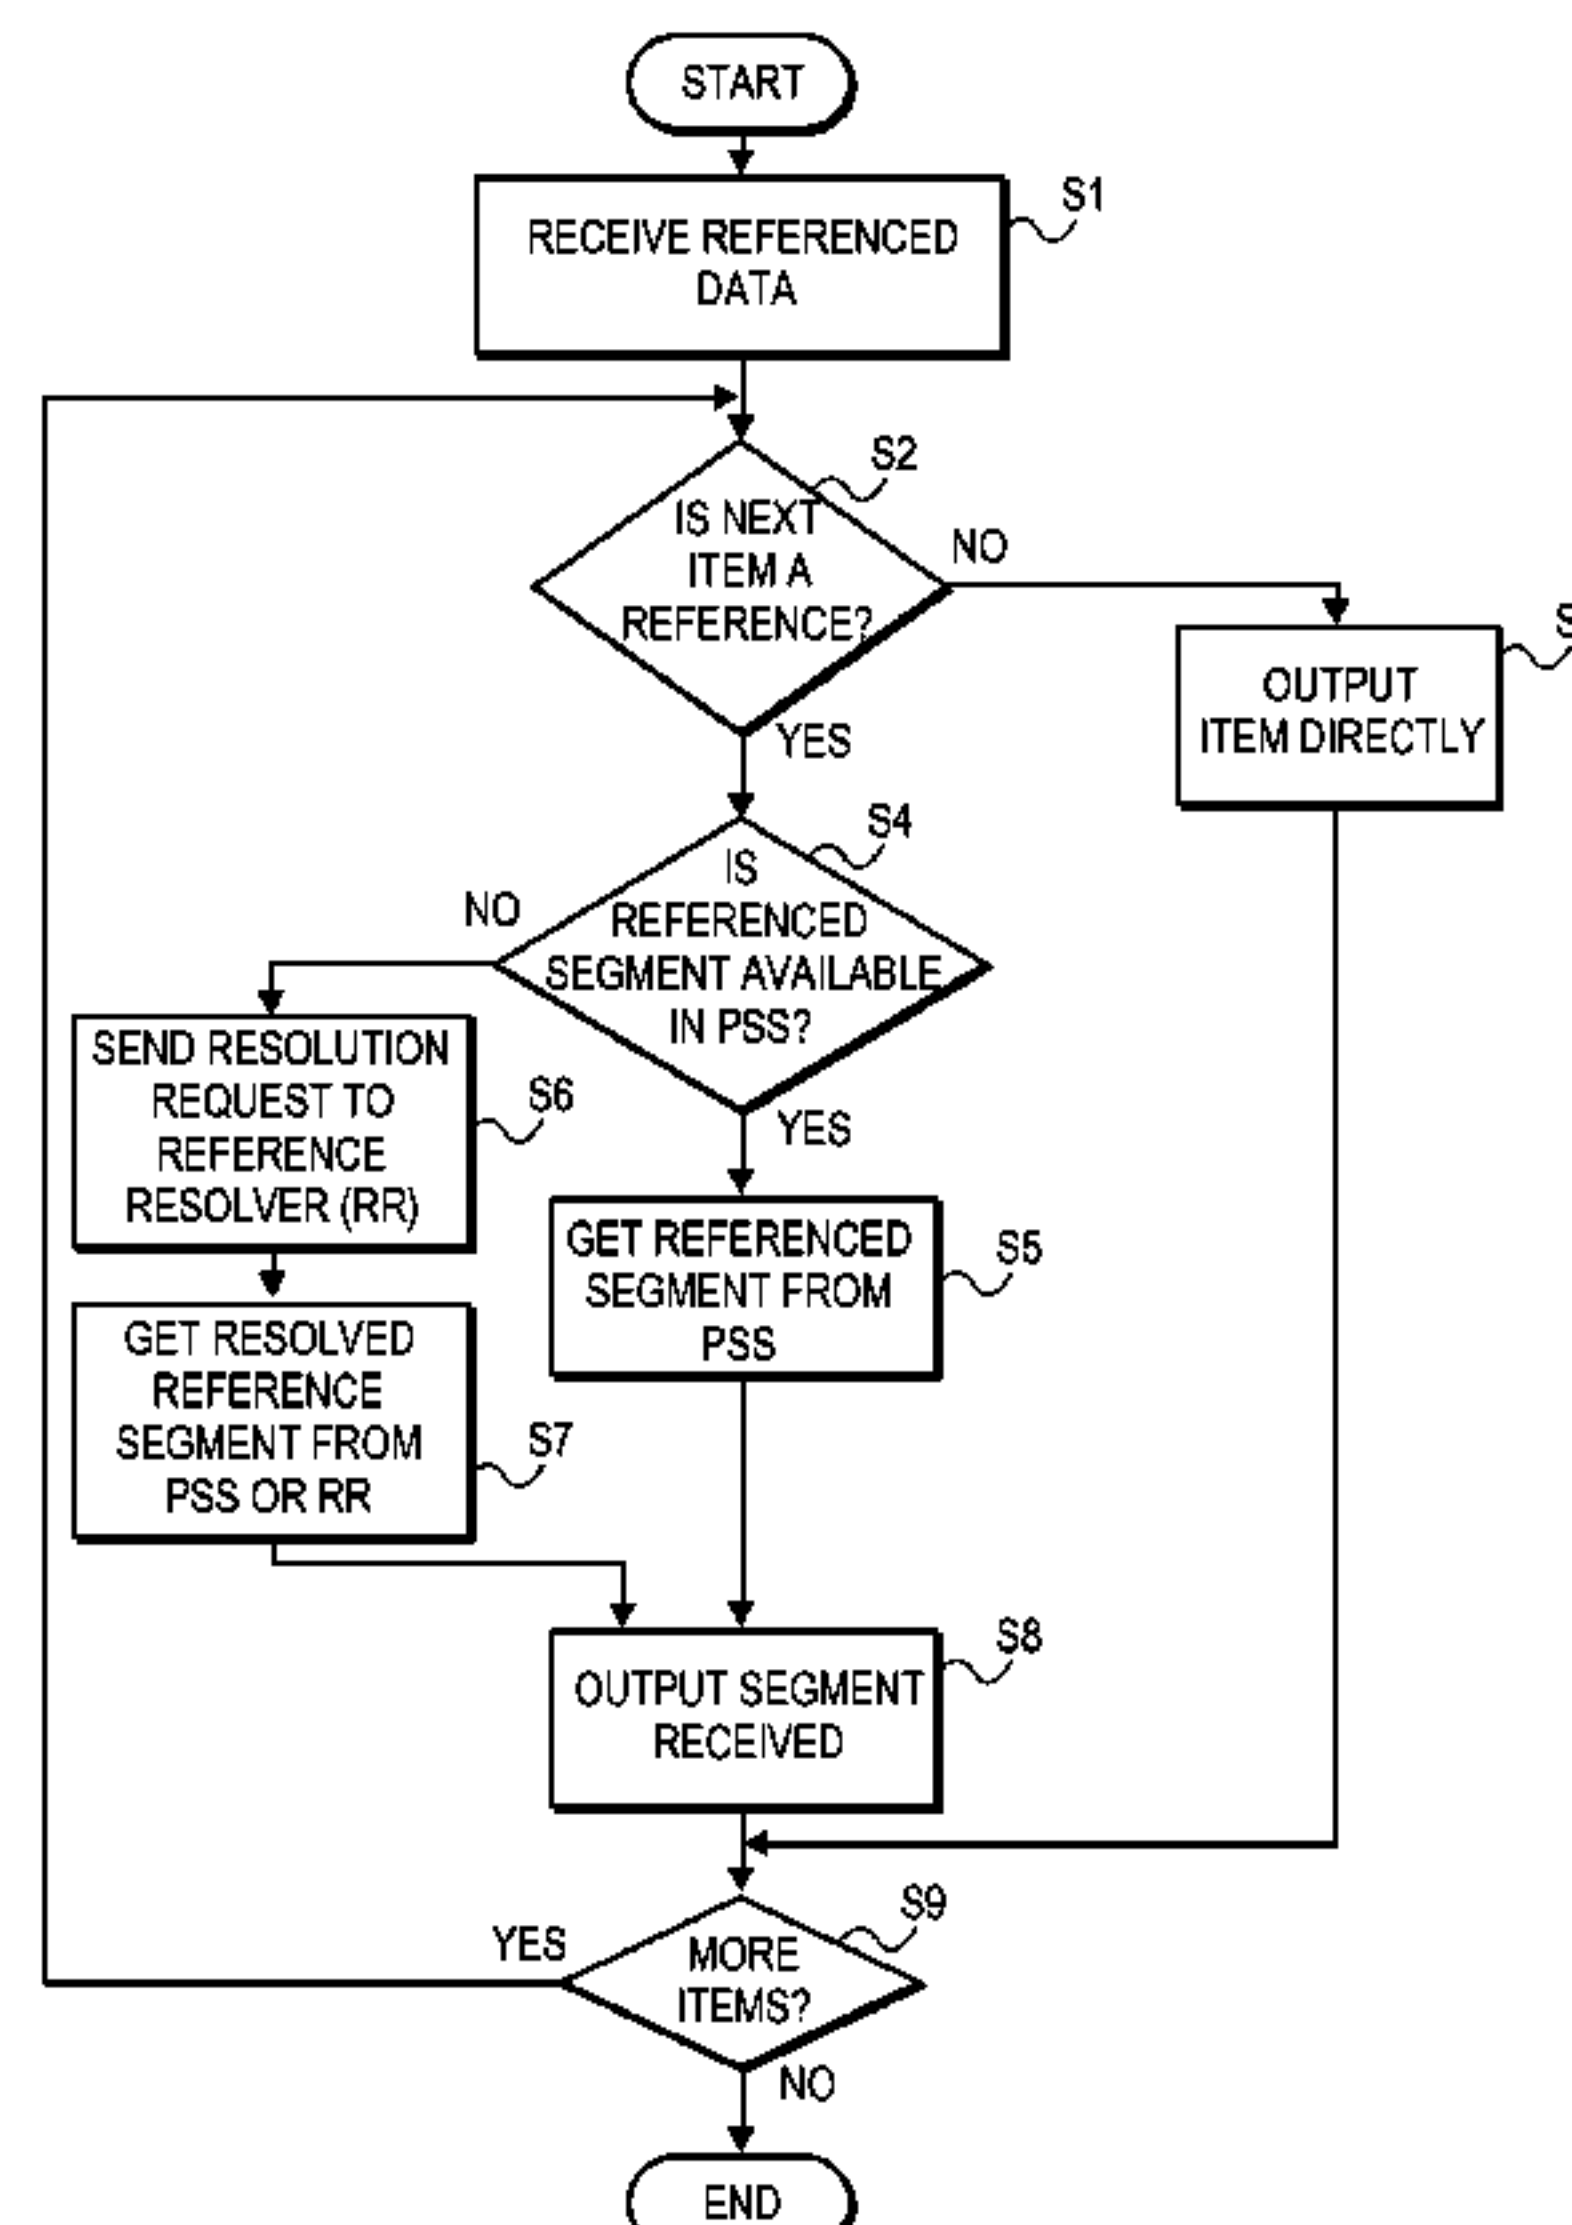 START
S1
RECEIVE REFERENCED
DATA
S2
IS NEXT
ITEM A
REFERENCE?
NO
YES
OUTPUT
ITEM DIRECTLY
S4
IS
REFERENCED
SEGMENT AVAILABLE
IN PSS?
NO
YES
SEND RESOLUTION
REQUEST TO
REFERENCE
RESOLVER (RR)
S6
GET REFERENCED
SEGMENT FROM
PSS
S5
GET RESOLVED
REFERENCE
SEGMENT FROM
PSS OR RR
S7
OUTPUT SEGMENT
RECEIVED
S8
S9
MORE
ITEMS?
YES
NO
END